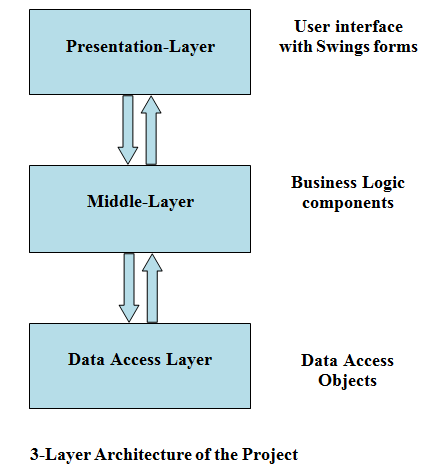 Presentation-Layer
User interface
with Swings forms
Middle-Layer
Business Logic
components
Data Access Layer
Data Access
Objects
3-Layer Architecture of the Project